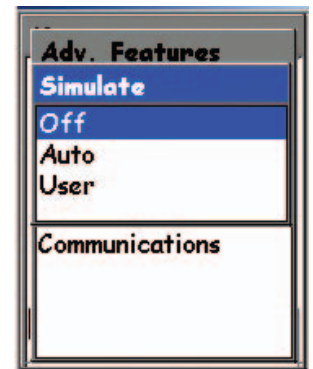 Adv. Features
Simulate
Off
Auto
User
Communications